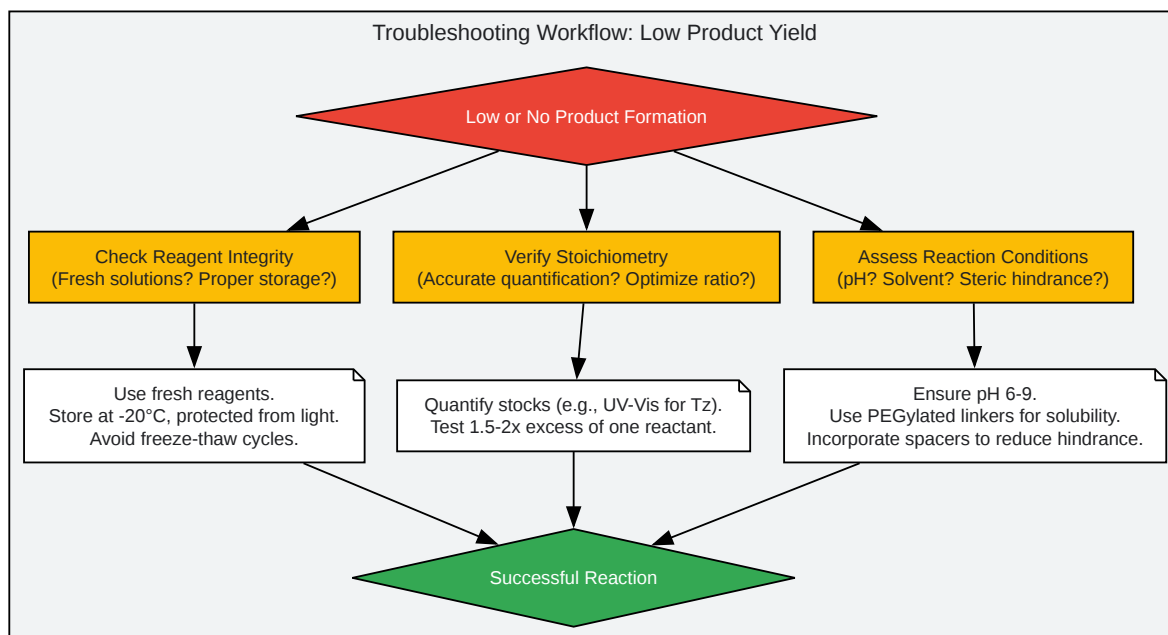 Troubleshooting Workflow: Low Product Yield
Low or No Product Formation
Check Reagent Integrity
(Fresh solutions? Proper storage?)
Verify Stoichiometry
(Accurate quantification? Optimize ratio?)
Assess Reaction Conditions
(pH? Solvent? Steric hindrance?)
Use fresh reagents.
Store at -20°C, protected from light.
Avoid freeze-thaw cycles.
Quantify stocks (e.g., UV-Vis for Tz).
Test 1.5-2x excess of one reactant.
Ensure pH 6-9.
Use PEGylated linkers for solubility.
Incorporate spacers to reduce hindrance.
Successful Reaction